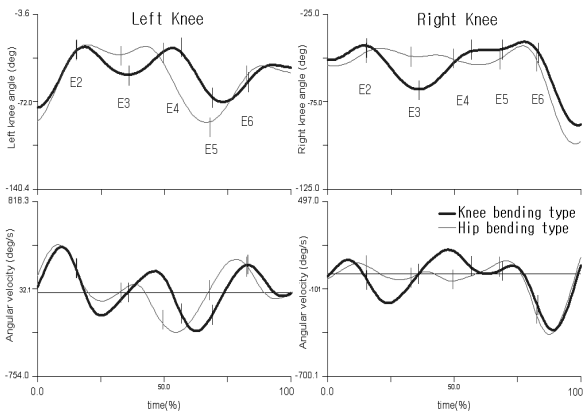 Left Knee
Right Knee
-3.6
-72.0
-140.4
Left knee angle (deg)
E2
E3
E4
E5
E6
-25.0
-75.0
-125.0
Right knee angle (deg)
E2
E3
E4
E5
E6
818.3
32.1
-754.0
Angular velocity (deg/s)
0.0
50.0
100
time(%)
497.0
-101
-700.1
Angular velocity (deg/s)
Knee bending type
Hip bending type
0.0
50.0
100
time(%)